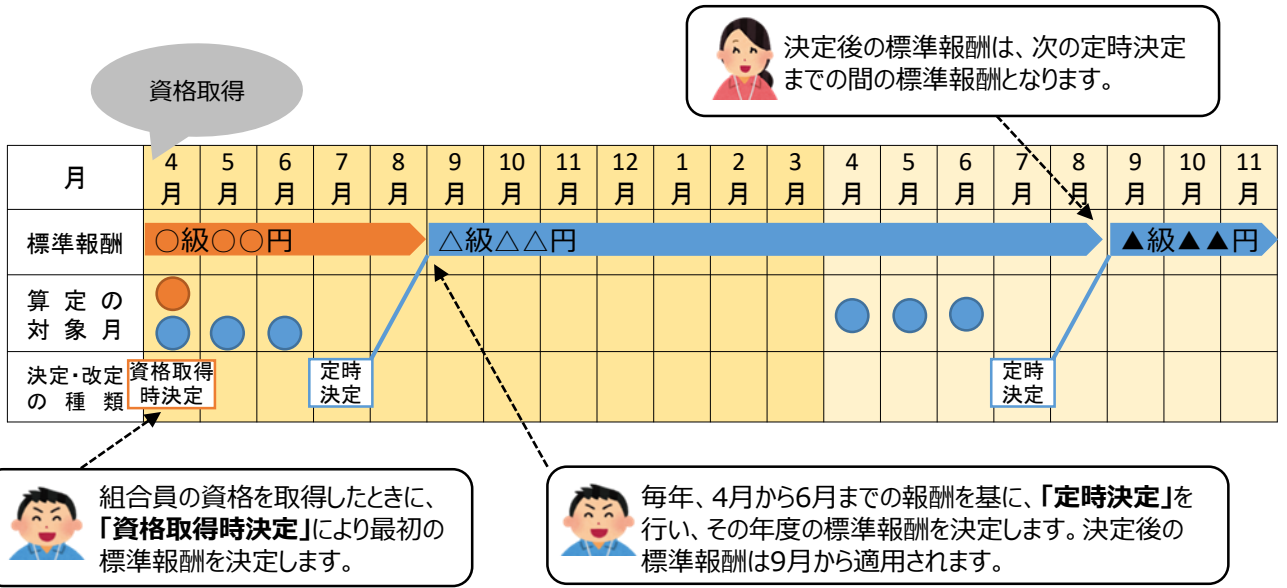 決定後の標準報酬は、次の定時決定
までの間の標準報酬となります。
資格取得
月 4月 5月 6月 7月 8月 9月 10月 11月 12月 1月 2月 3月 4月 5月 6月 7月 8月 9月 10月 11月
標準報酬 ○級○○円 △級△△円 ▲級▲▲円
算定の
対象月
決定・改定
の種類
資格取得
時決定
定時
決定
定時
決定
組合員の資格を取得したときに、
「資格取得時決定」により最初の
標準報酬を決定します。
毎年、4月から6月までの報酬を基に、「定時決定」を
行い、その年度の標準報酬を決定します。決定後の
標準報酬は9月から適用されます。